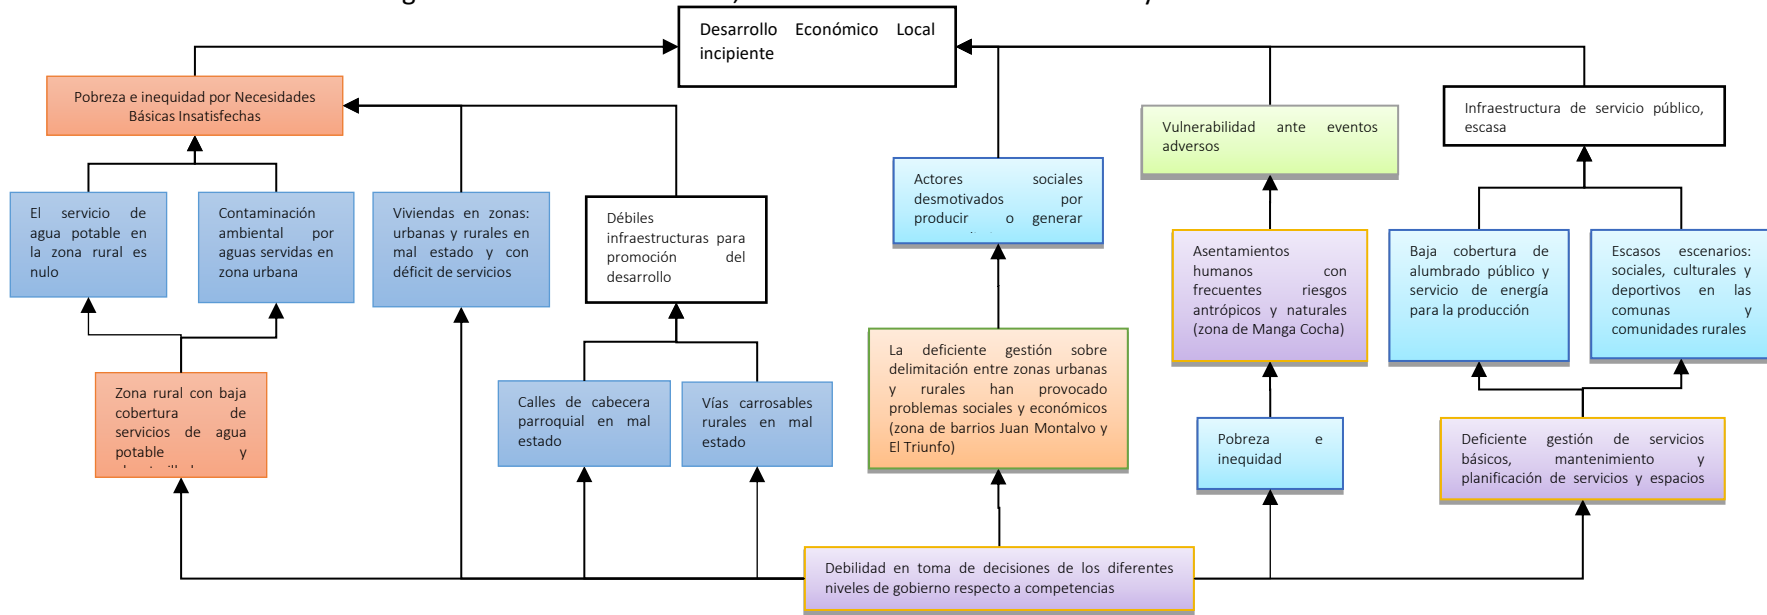 Desarrollo Económico Local
incipiente
Pobreza e inequidad por Necesidades
Básicas Insatisfechas
Infraestructura de servicio público,
escasa
Vulnerabilidad ante eventos
adversos
Actores sociales
desmotivados por
producir o generar
El servicio de
agua potable en
la zona rural es
nulo
Contaminación
ambiental por
aguas servidas en
zona urbana
Viviendas en zonas:
urbanas y rurales en
mal estado y con
déficit de servicios
Débiles
infraestructuras para
promoción del
desarrollo
Asentamientos
humanos con
frecuentes riesgos
antrópicos y naturales
(zona de Manga Cocha)
Baja cobertura de
alumbrado público y
servicio de energía
para la producción
Escasos escenarios:
sociales, culturales y
deportivos en las
comunas y
comunidades rurales
La deficiente gestión sobre
delimitación entre zonas urbanas
y rurales han provocado
problemas sociales y económicos
(zona de barrios Juan Montalvo y
El Triunfo)
Zona rural con baja
cobertura de
servicios de agua
potable y
Calles de cabecera
parroquial en mal
estado
Vías carrosables
rurales en mal
estado
Pobreza e
inequidad
Deficiente gestión de servicios
básicos, mantenimiento y
planificación de servicios y espacios
Debilidad en toma de decisiones de los diferentes
niveles de gobierno respecto a competencias